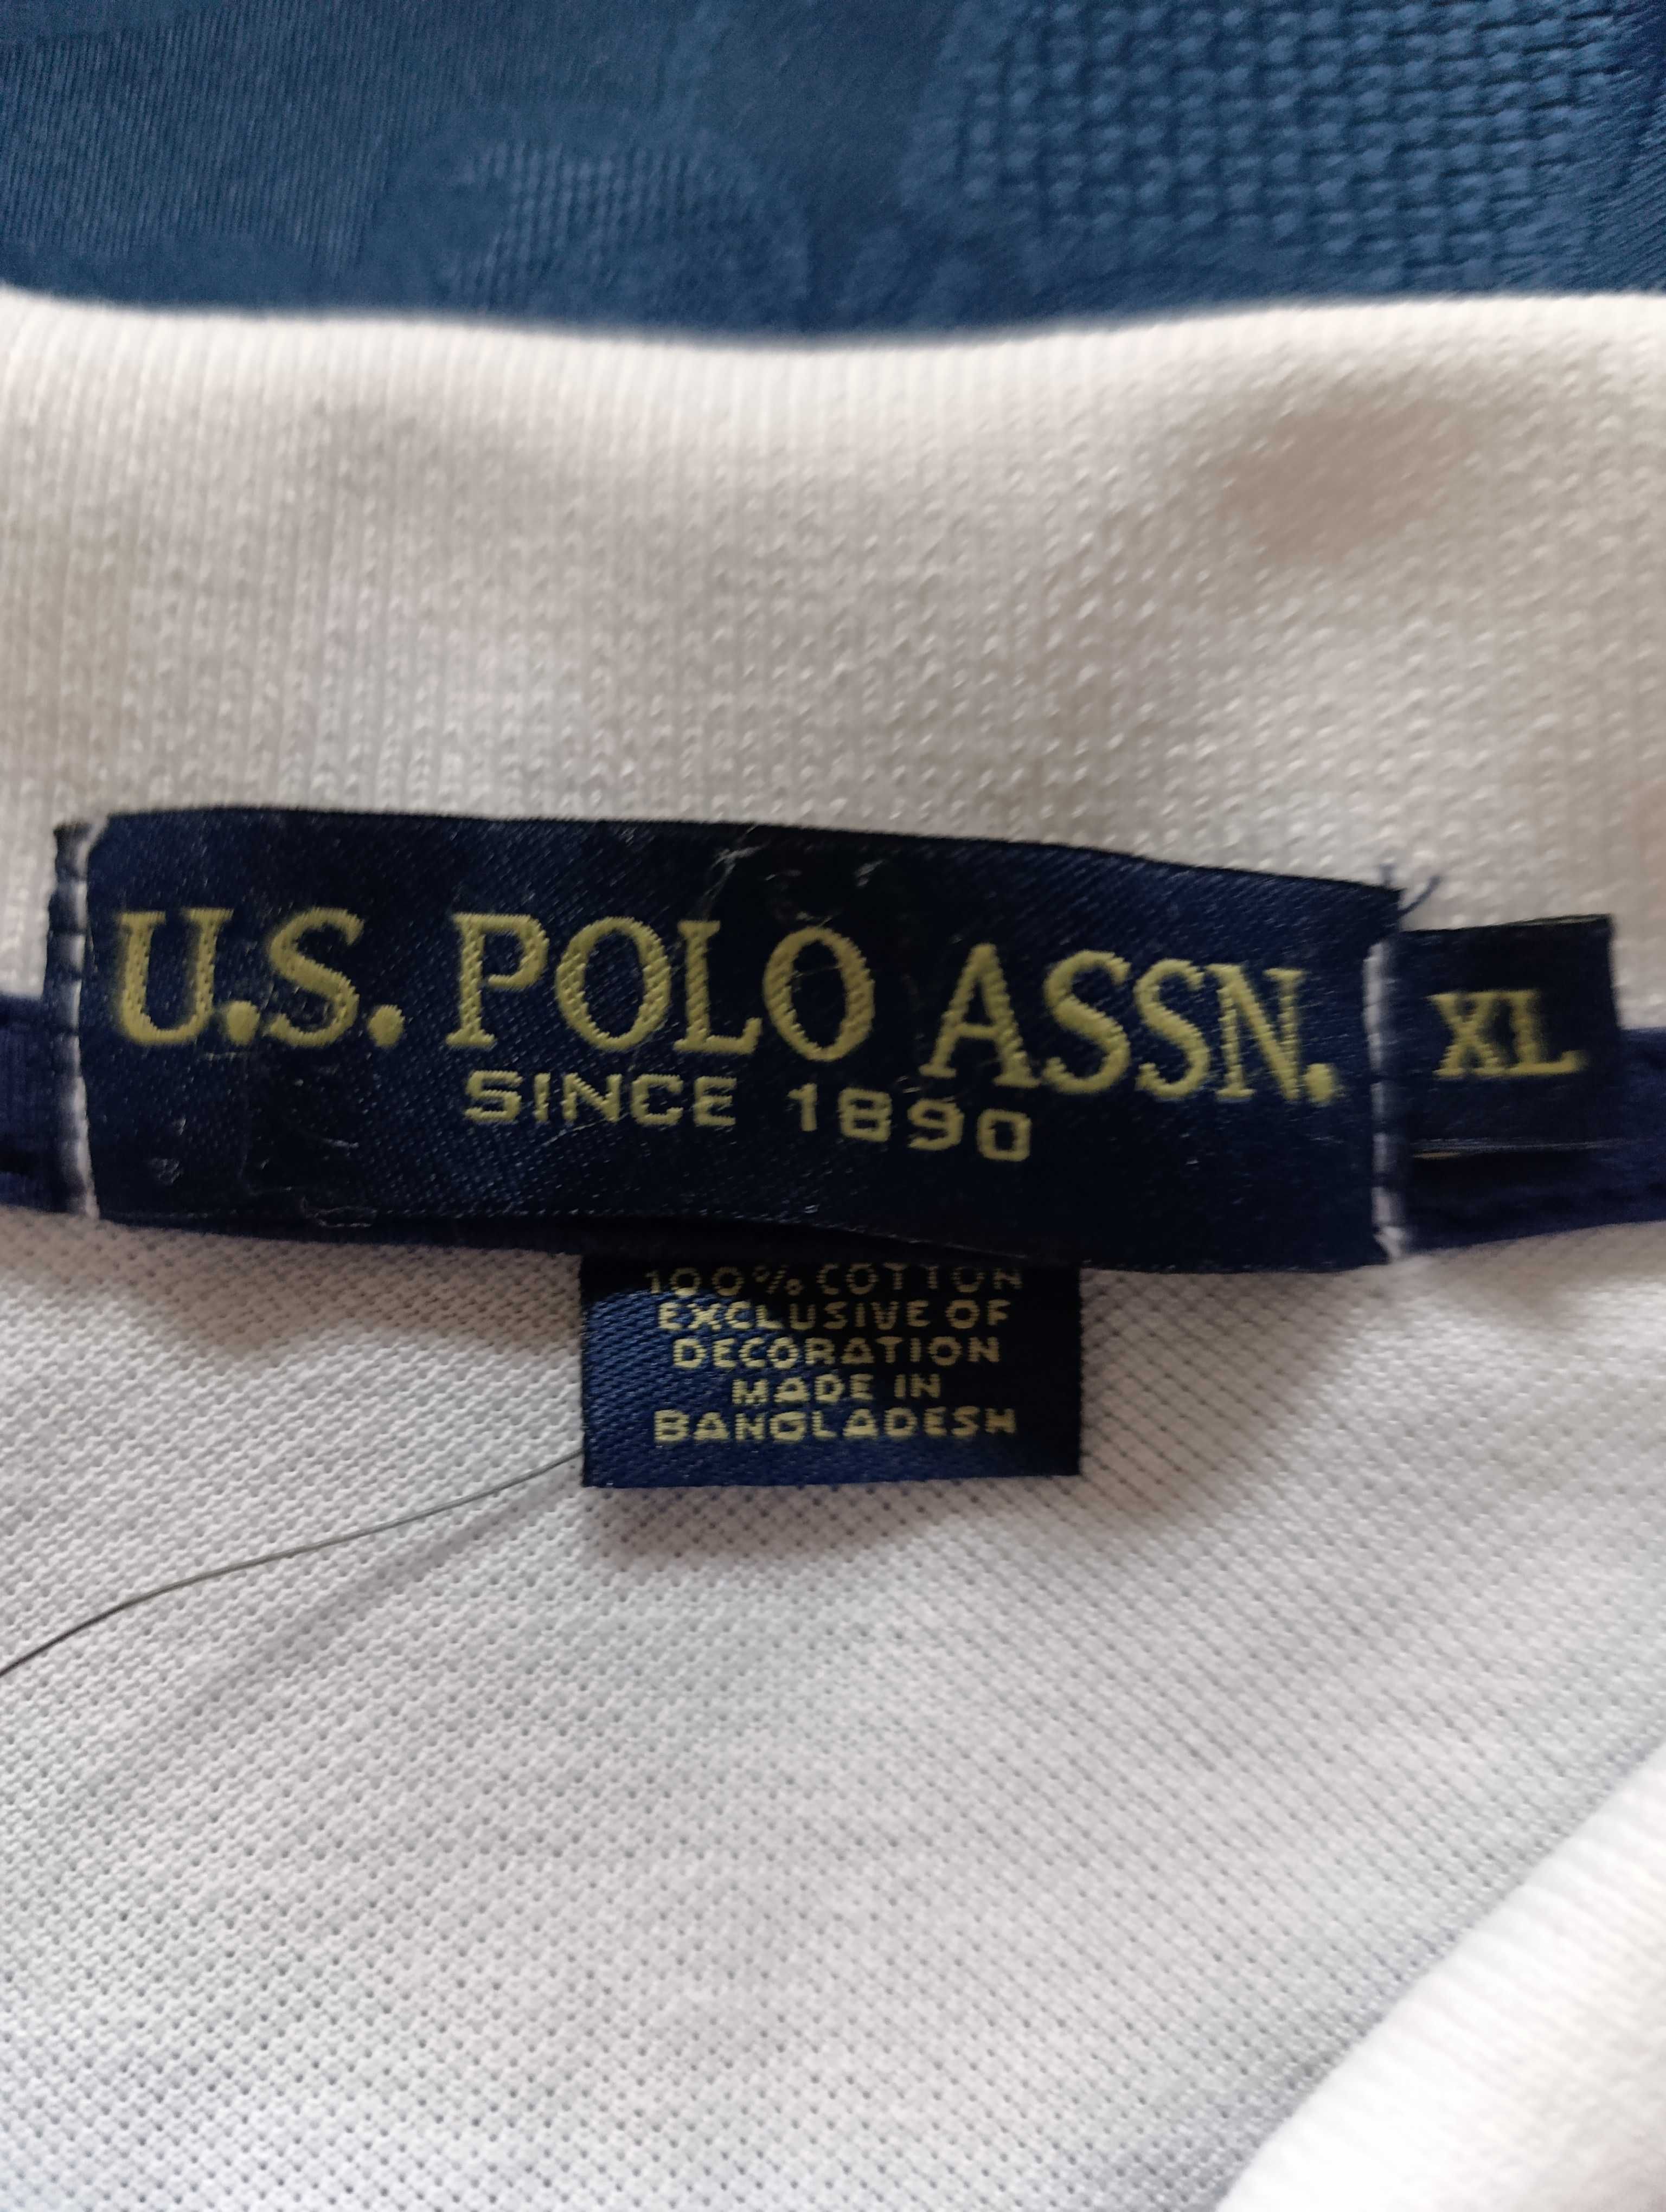 U.S. POLO ASSN.
SINCE 1890
XL
100% COTTON
EXCLUSIVE OF
DECORATION
MADE IN
BANGLADESH